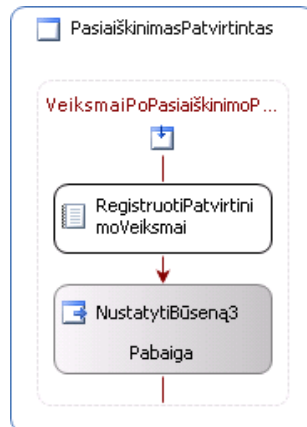 PasiaiškinimasPatvirtintas
VeiksmaiPoPasiaiškinimoP...
RegistruotiPatvirtini
moVeiksmai
NustatytiBūseną3
Pabaiga